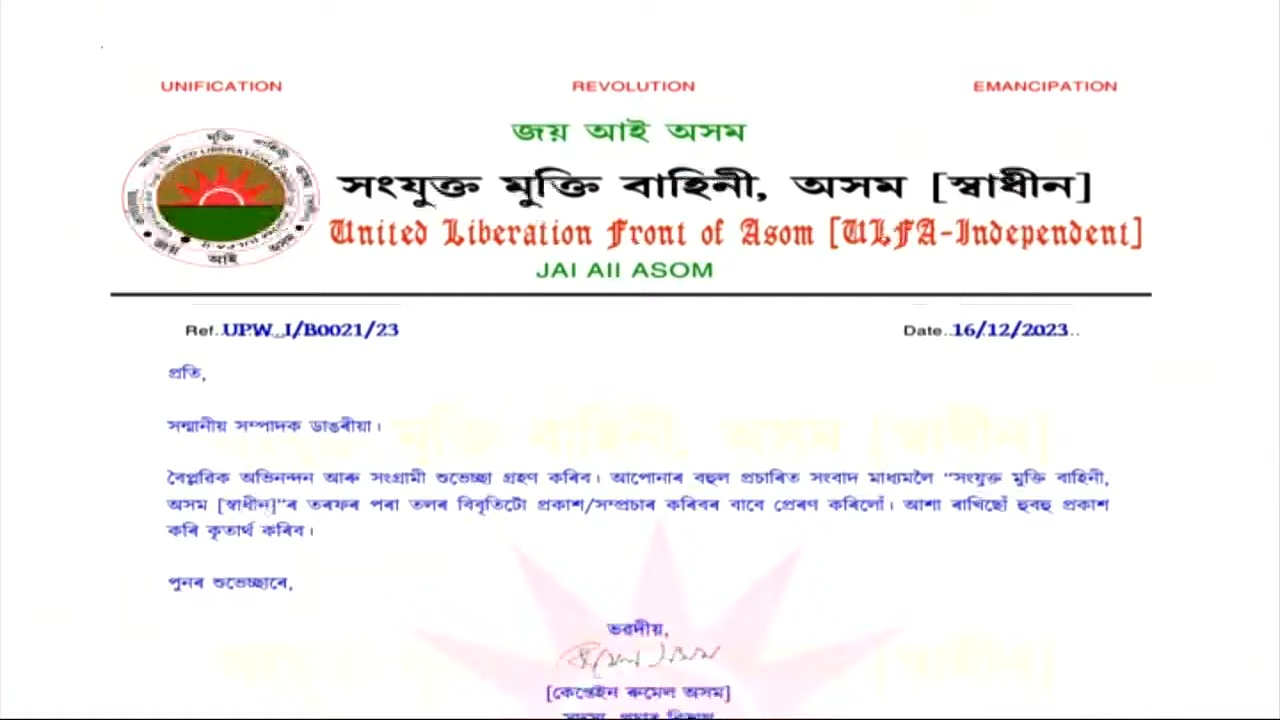 UNIFICATION REVOLUTION EMANCIPATION
জয় আই অসম
সংযুক্ত মুক্তি বাহিনী, অসম [স্বাধীন]
United Liberation Front of Asom [ULFA-Independent]
JAI AII ASOM
Ref..UPW_I/B0021/23 Date..16/12/2023..
প্ৰতি,
সন্মানীয় সম্পাদক ডাঙৰীয়া।
বৈপ্লৱিক অভিনন্দন আৰু সংগ্ৰামী শুভেচ্ছা গ্ৰহণ কৰিব। আপোনাৰ বহুল প্ৰচাৰিত সংবাদ মাধ্যমলৈ “সংযুক্ত মুক্তি বাহিনী,
অসম [স্বাধীন]”ৰ তৰফৰ পৰা তলৰ বিবৃতিটো প্ৰকাশ/সম্প্ৰচাৰ কৰিবৰ বাবে প্ৰেৰণ কৰিলোঁ। আশা ৰাখিছোঁ হুবহু প্ৰকাশ
কৰি কৃতাৰ্থ কৰিব।
পুনৰ শুভেচ্ছাৰে,
ভৱদীয়,
[কেপ্তেইন ৰুমেল অসম]